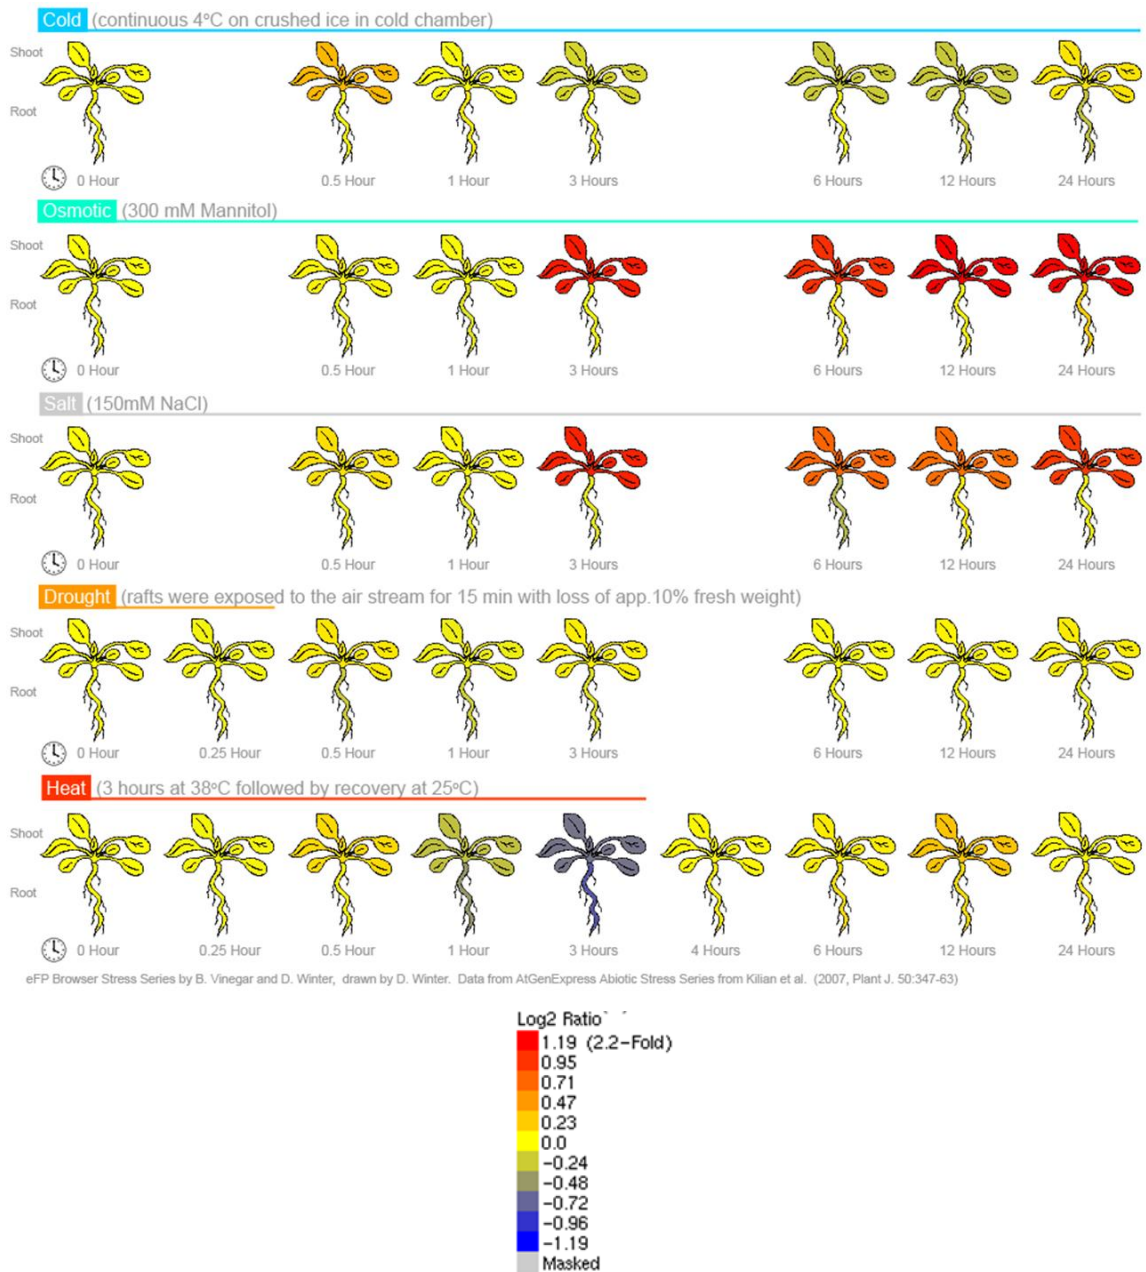 Cold (continuous 4ºC on crushed ice in cold chamber)
Shoot
Root
0 Hour 0.5 Hour 1 Hour 3 Hours 6 Hours 12 Hours 24 Hours
Osmotic (300 mM Mannitol)
Shoot
Root
0 Hour 0.5 Hour 1 Hour 3 Hours 6 Hours 12 Hours 24 Hours
Salt (150mM NaCl)
Shoot
Root
0 Hour 0.5 Hour 1 Hour 3 Hours 6 Hours 12 Hours 24 Hours
Drought (rafts were exposed to the air stream for 15 min with loss of app.10% fresh weight)
Shoot
Root
0 Hour 0.25 Hour 0.5 Hour 1 Hour 3 Hours 6 Hours 12 Hours 24 Hours
Heat (3 hours at 38ºC followed by recovery at 25ºC)
Shoot
Root
0 Hour 0.25 Hour 0.5 Hour 1 Hour 3 Hours 4 Hours 6 Hours 12 Hours 24 Hours
eFP Browser Stress Series by B. Vinegar and D. Winter, drawn by D. Winter. Data from AtGenExpress Abiotic Stress Series from Kilian et al. (2007, Plant J. 50:347-63)
Log2 Ratio
1.19 (2.2-Fold)
0.95
0.71
0.47
0.23
0.0
-0.24
-0.48
-0.72
-0.96
-1.19
Masked